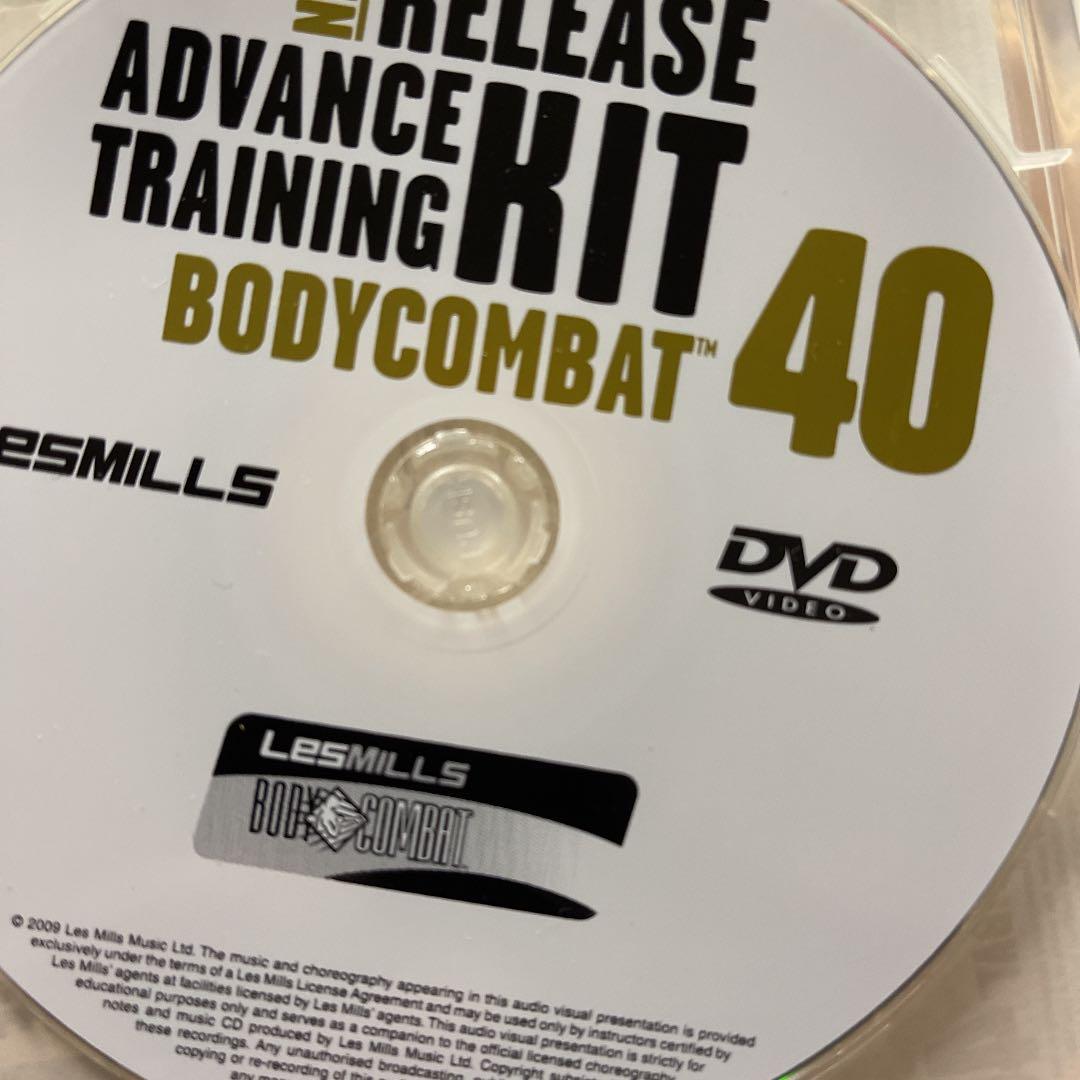 RELEASE
ADVANCE
TRAINING
KIT
BODYCOMBAT™ 40
LESMILLS
DVD
VIDEO
LESMILLS
BODY COMBAT
© 2009 Les Mills Music Ltd. The music and choreography appearing in this audio visual presentation is provided
exclusively under the terms of a Les Mills License Agreement and may be used only by instructors certified by
Les Mills' agents at facilities licensed by Les Mills' agents. This audio visual presentation is strictly for
educational purposes only and serves as a companion to the official licensed choreography
notes and music CD produced by Les Mills Music Ltd. Copyright subsists
these recordings. Any unauthorised broadcasting,
copying or re-recording of this